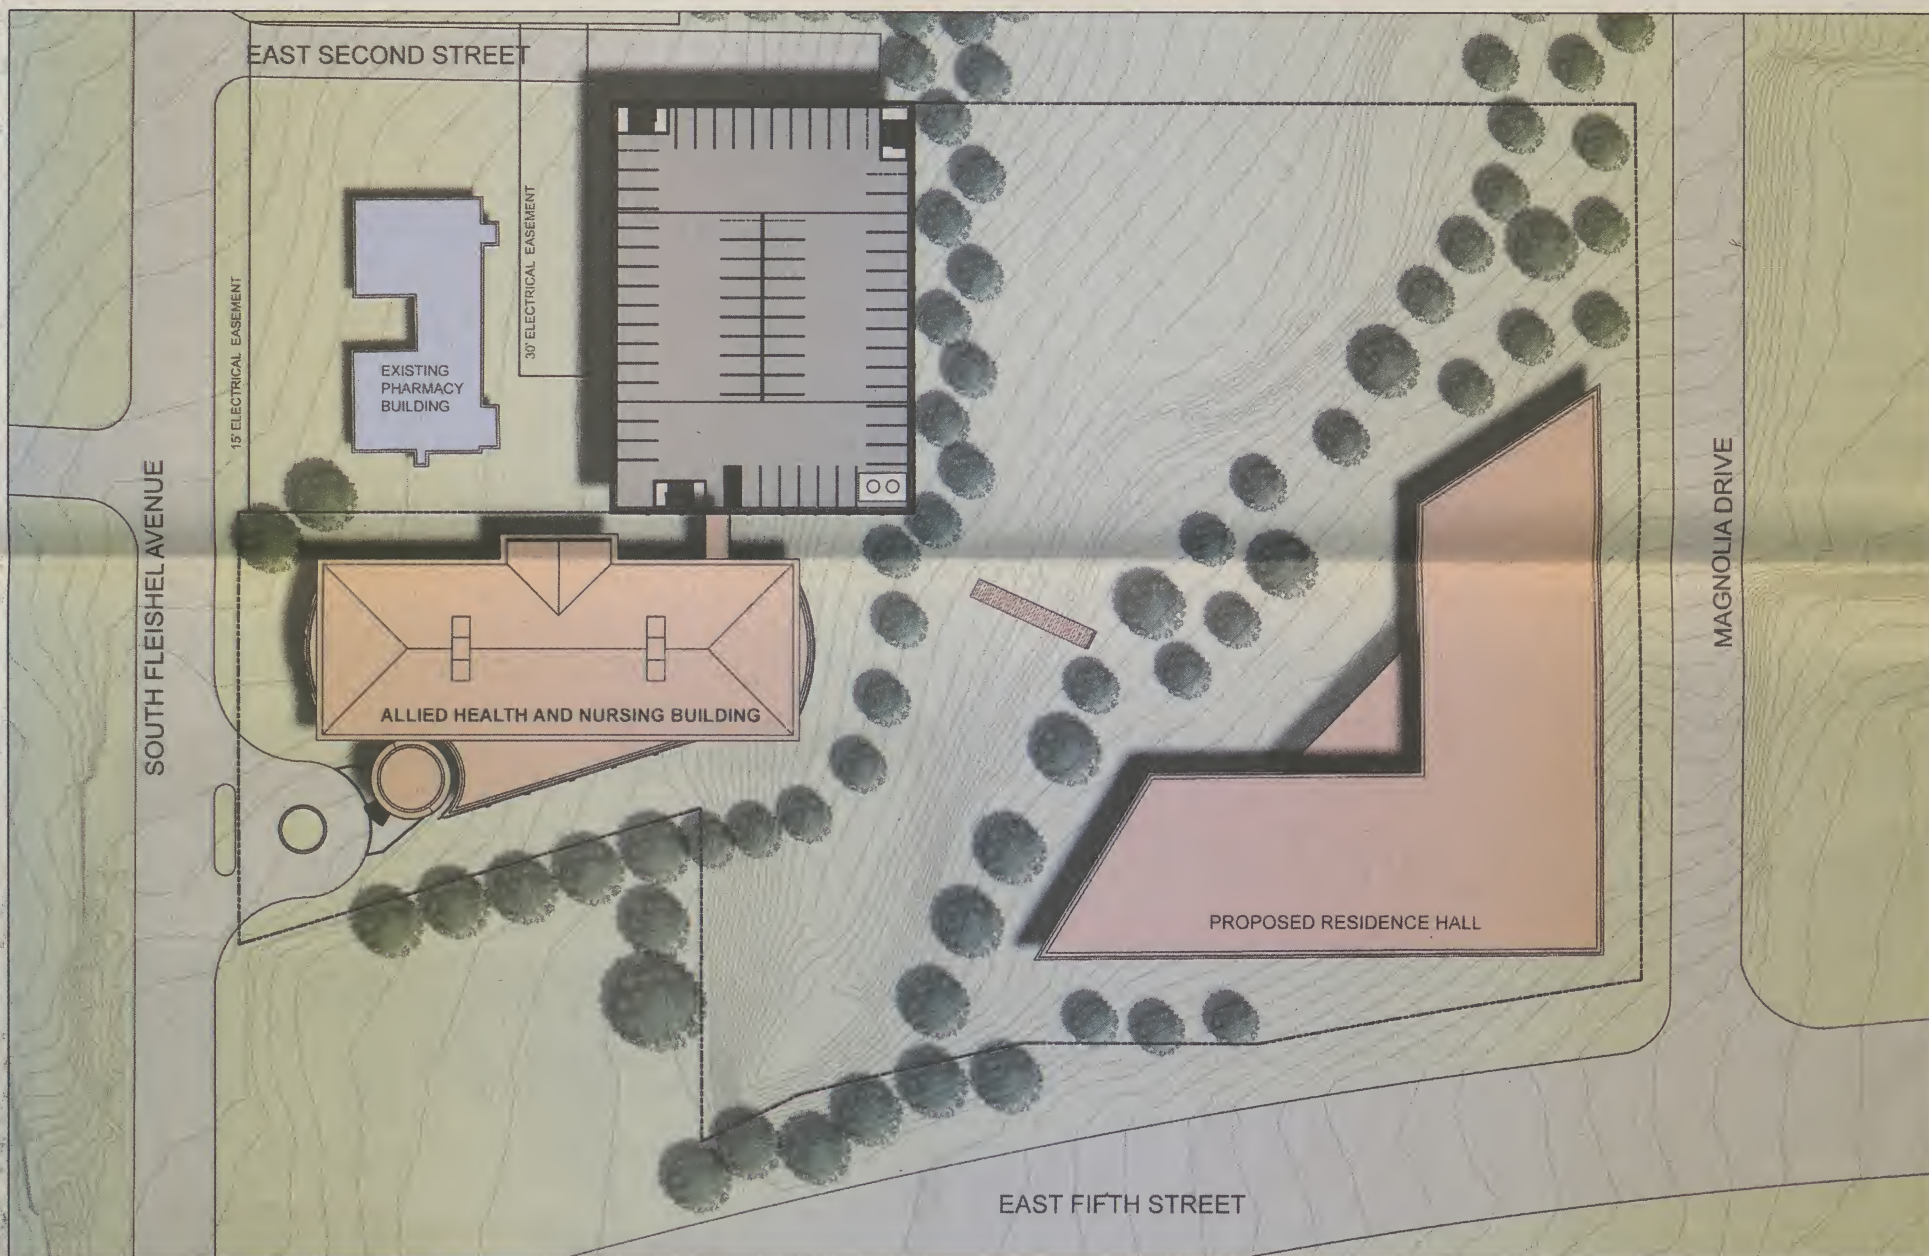 EAST SECOND STREET
15' ELECTRICAL EASEMENT
30' ELECTRICAL EASEMENT
EXISTING
PHARMACY
BUILDING
SOUTH FLEISHEL AVENUE
MAGNOLIA DRIVE
ALLIED HEALTH AND NURSING BUILDING
PROPOSED RESIDENCE HALL
EAST FIFTH STREET